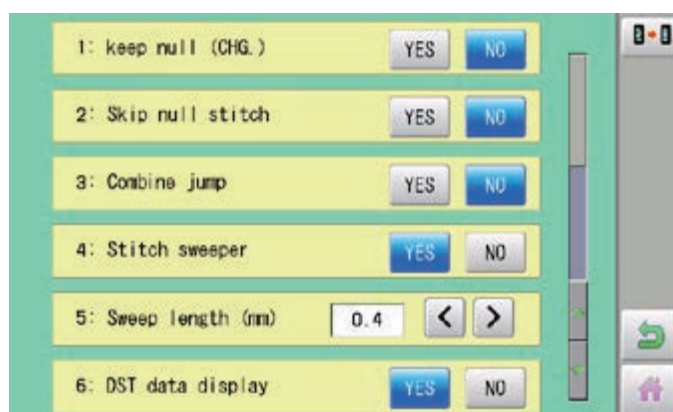 1: keep null (CHG.) YES NO
2: Skip null stitch YES NO
3: Combine jump YES NO
4: Stitch sweeper YES NO
5: Sweep length (mm) 0.4 < >
6: DST data display YES NO